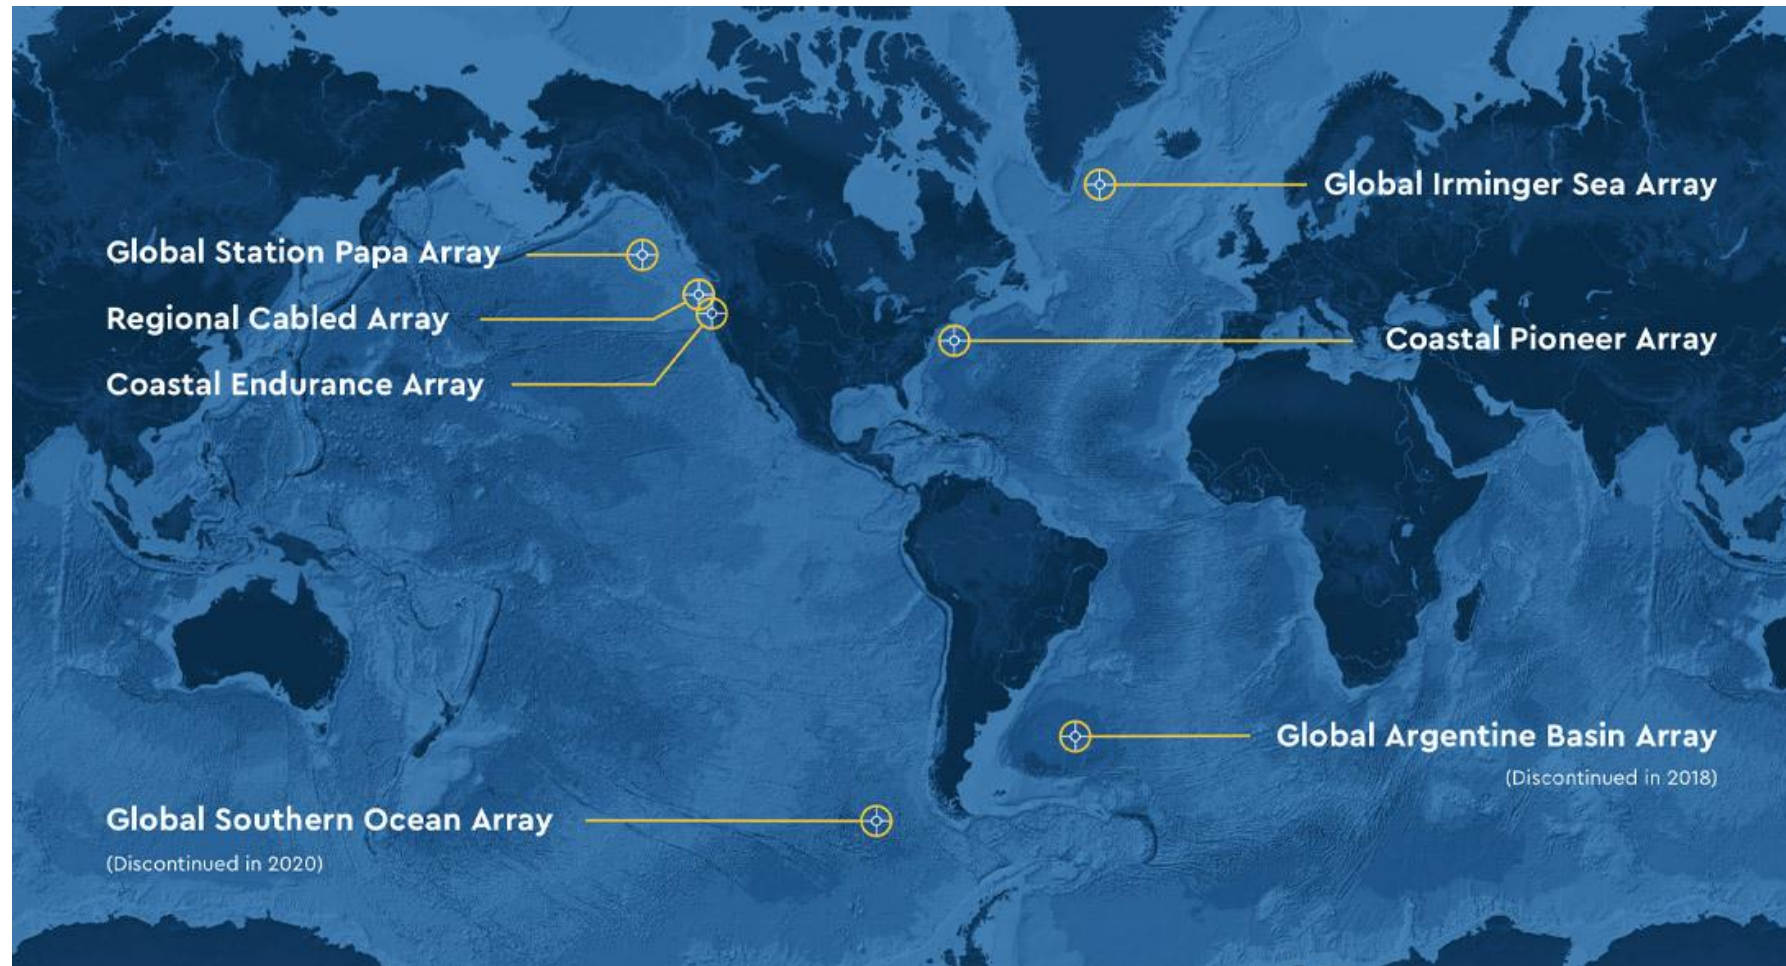 Global Irminger Sea Array
Global Station Papa Array
Regional Cabled Array
Coastal Pioneer Array
Coastal Endurance Array
Global Argentine Basin Array
(Discontinued in 2018)
Global Southern Ocean Array
(Discontinued in 2020)